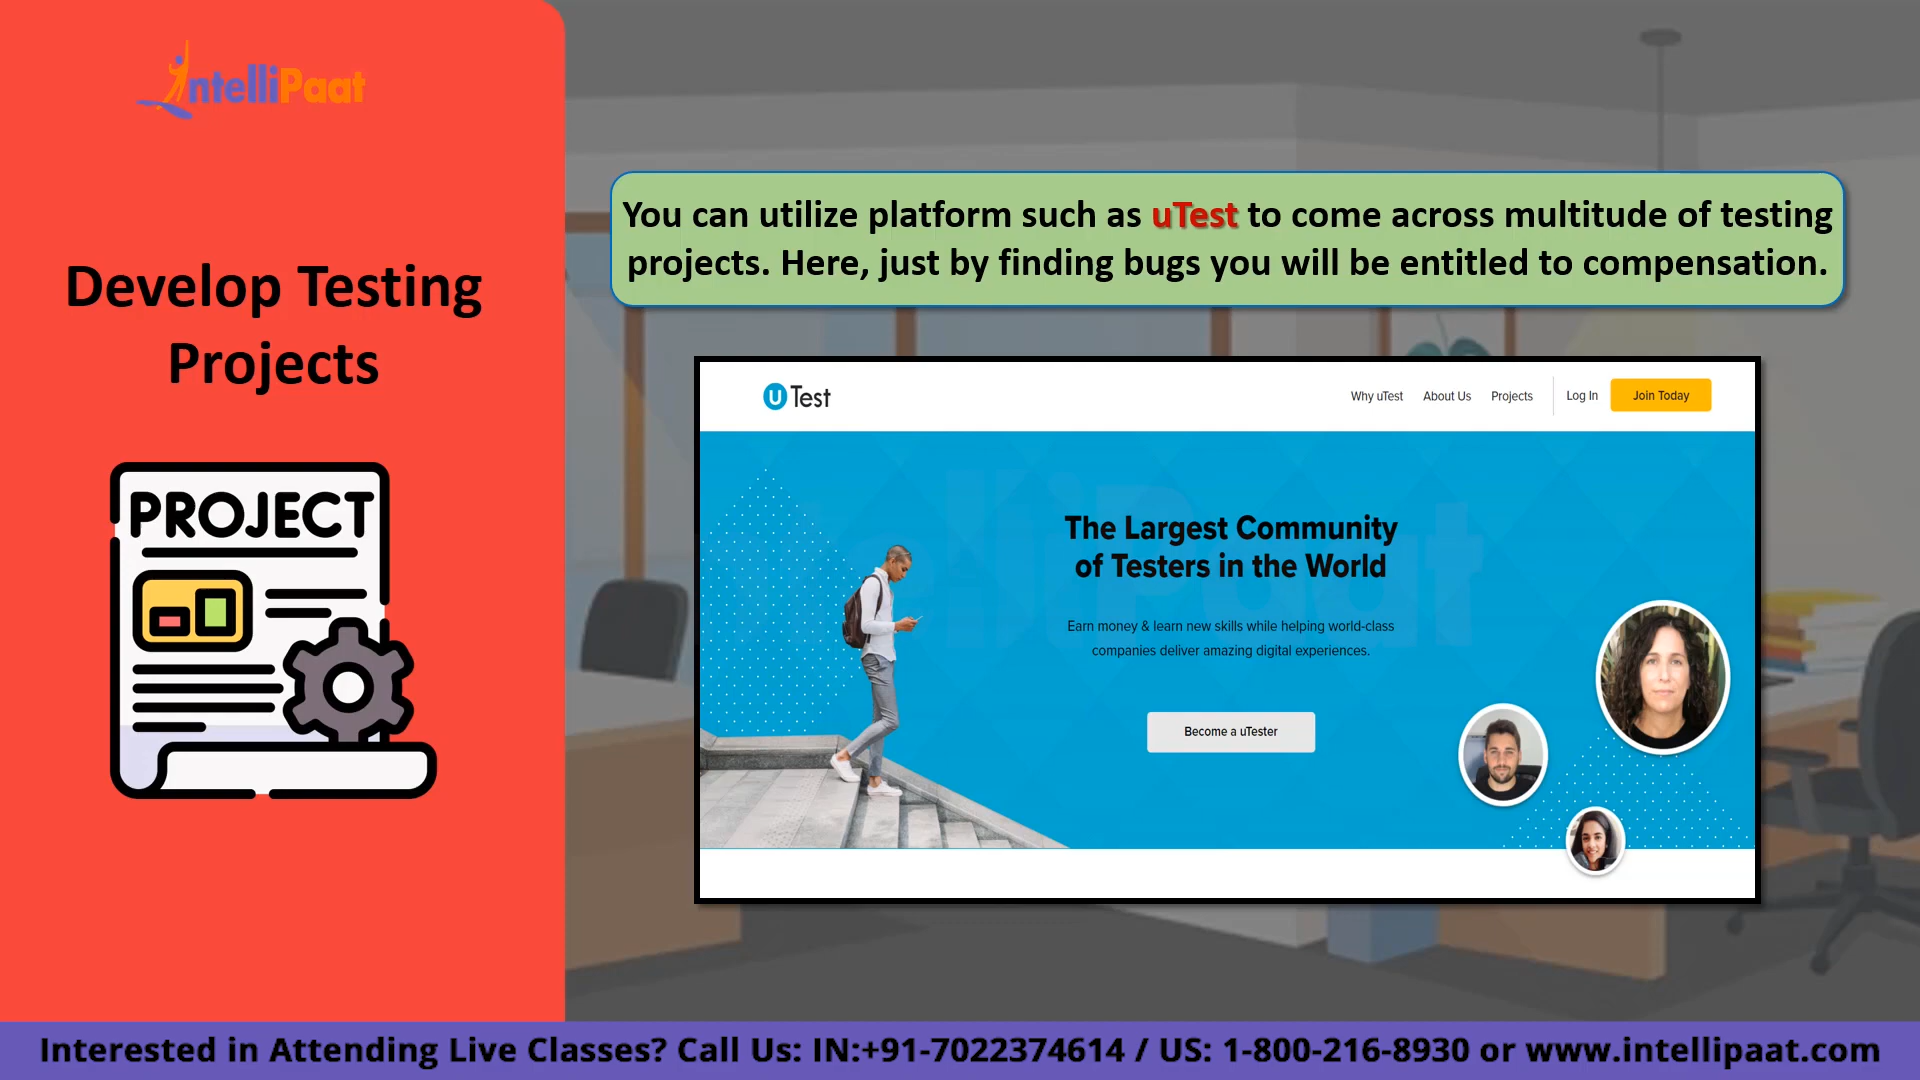 IntelliPaat
Develop Testing
Projects
PROJECT
You can utilize platform such as uTest to come across multitude of testing
projects. Here, just by finding bugs you will be entitled to compensation.
uTest
Why uTest About Us Projects Log In Join Today
The Largest Community
of Testers in the World
Earn money & learn new skills while helping world-class
companies deliver amazing digital experiences.
Become a uTester
Interested in Attending Live Classes? Call Us: IN:+91-7022374614 / US: 1-800-216-8930 or www.intellipaat.com